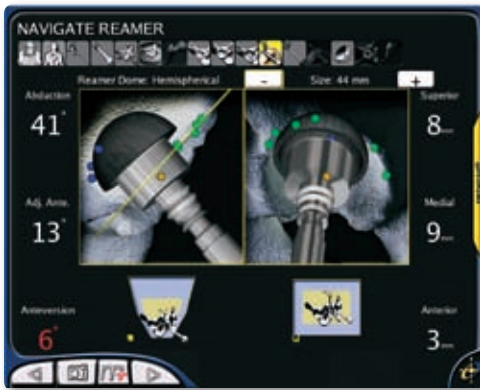 NAVIGATE REAMER
Reamer Dome: Hemispherical
−
Size: 44 mm
+
Abduction
41°
Superior
8mm
Adj. Ante.
13°
Medial
9mm
Anteversion
6°
Anterior
3mm